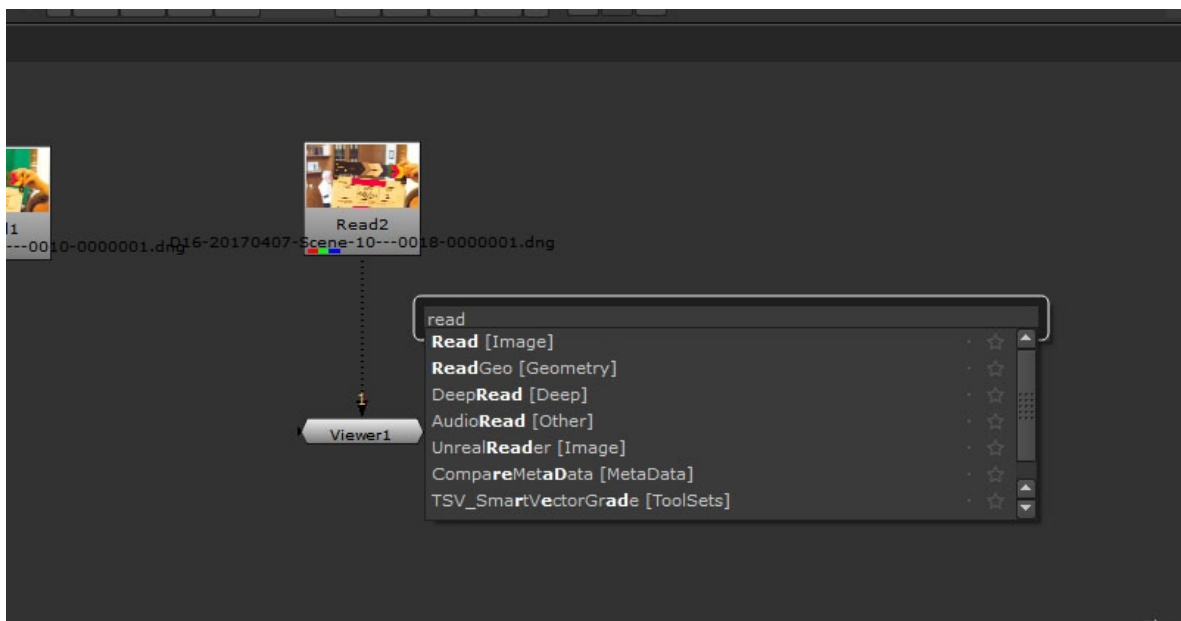 Read2
---0010-0000001.dng
D16-20170407-Scene-10---0018-0000001.dng
1
Viewer1
read
Read [Image]
ReadGeo [Geometry]
DeepRead [Deep]
AudioRead [Other]
UnrealReader [Image]
CompareMetaData [MetaData]
TSV_SmartVectorGrade [ToolSets]